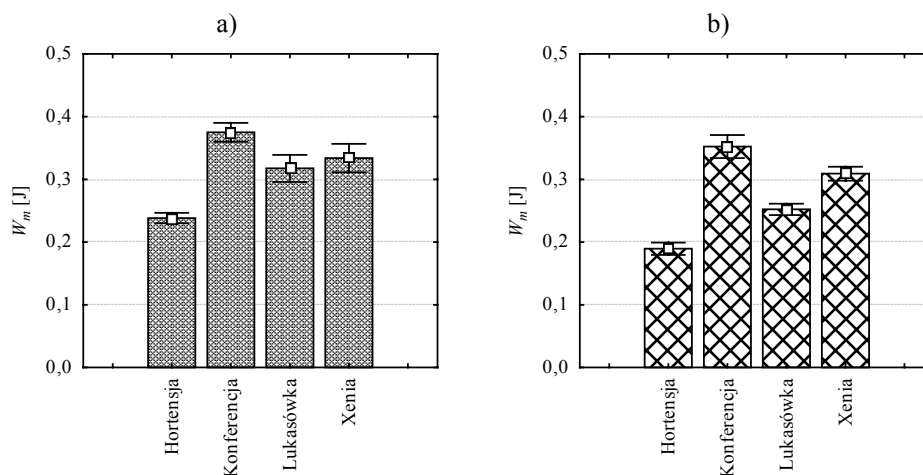 a)
0,5
0,4
0,3
0,2
0,1
0,0
W_m [J]
Hortensja
Konferencja
Lukasówka
Xenia
b)
0,5
0,4
0,3
0,2
0,1
0,0
W_m [J]
Hortensja
Konferencja
Lukasówka
Xenia